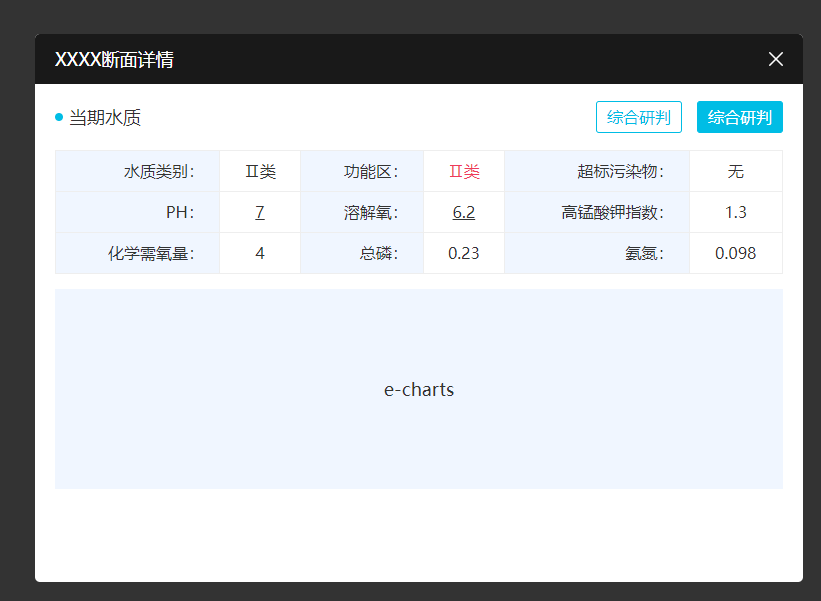 XXXX断面详情
当期水质 综合研判 综合研判
水质类别： Ⅱ类 功能区： Ⅱ类 超标污染物： 无
PH： 7 溶解氧： 6.2 高锰酸钾指数： 1.3
化学需氧量： 4 总磷： 0.23 氨氮： 0.098
e-charts